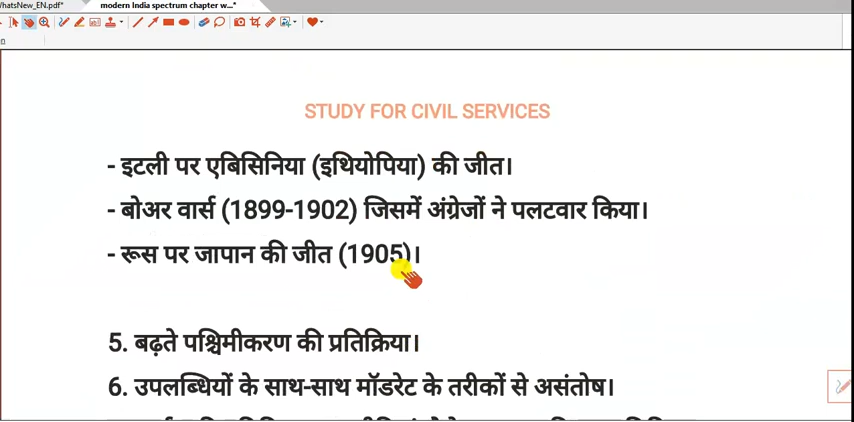 hatsNew_EN.pdf* modern India spectrum chapter w...*
STUDY FOR CIVIL SERVICES
- इटली पर एबिसिनिया (इथियोपिया) की जीत।
- बोअर वार्स (1899-1902) जिसमें अंग्रेजों ने पलटवार किया।
- रूस पर जापान की जीत (1905)।
5. बढ़ते पश्चिमीकरण की प्रतिक्रिया।
6. उपलब्धियों के साथ-साथ मॉडरेट के तरीकों से असंतोष।